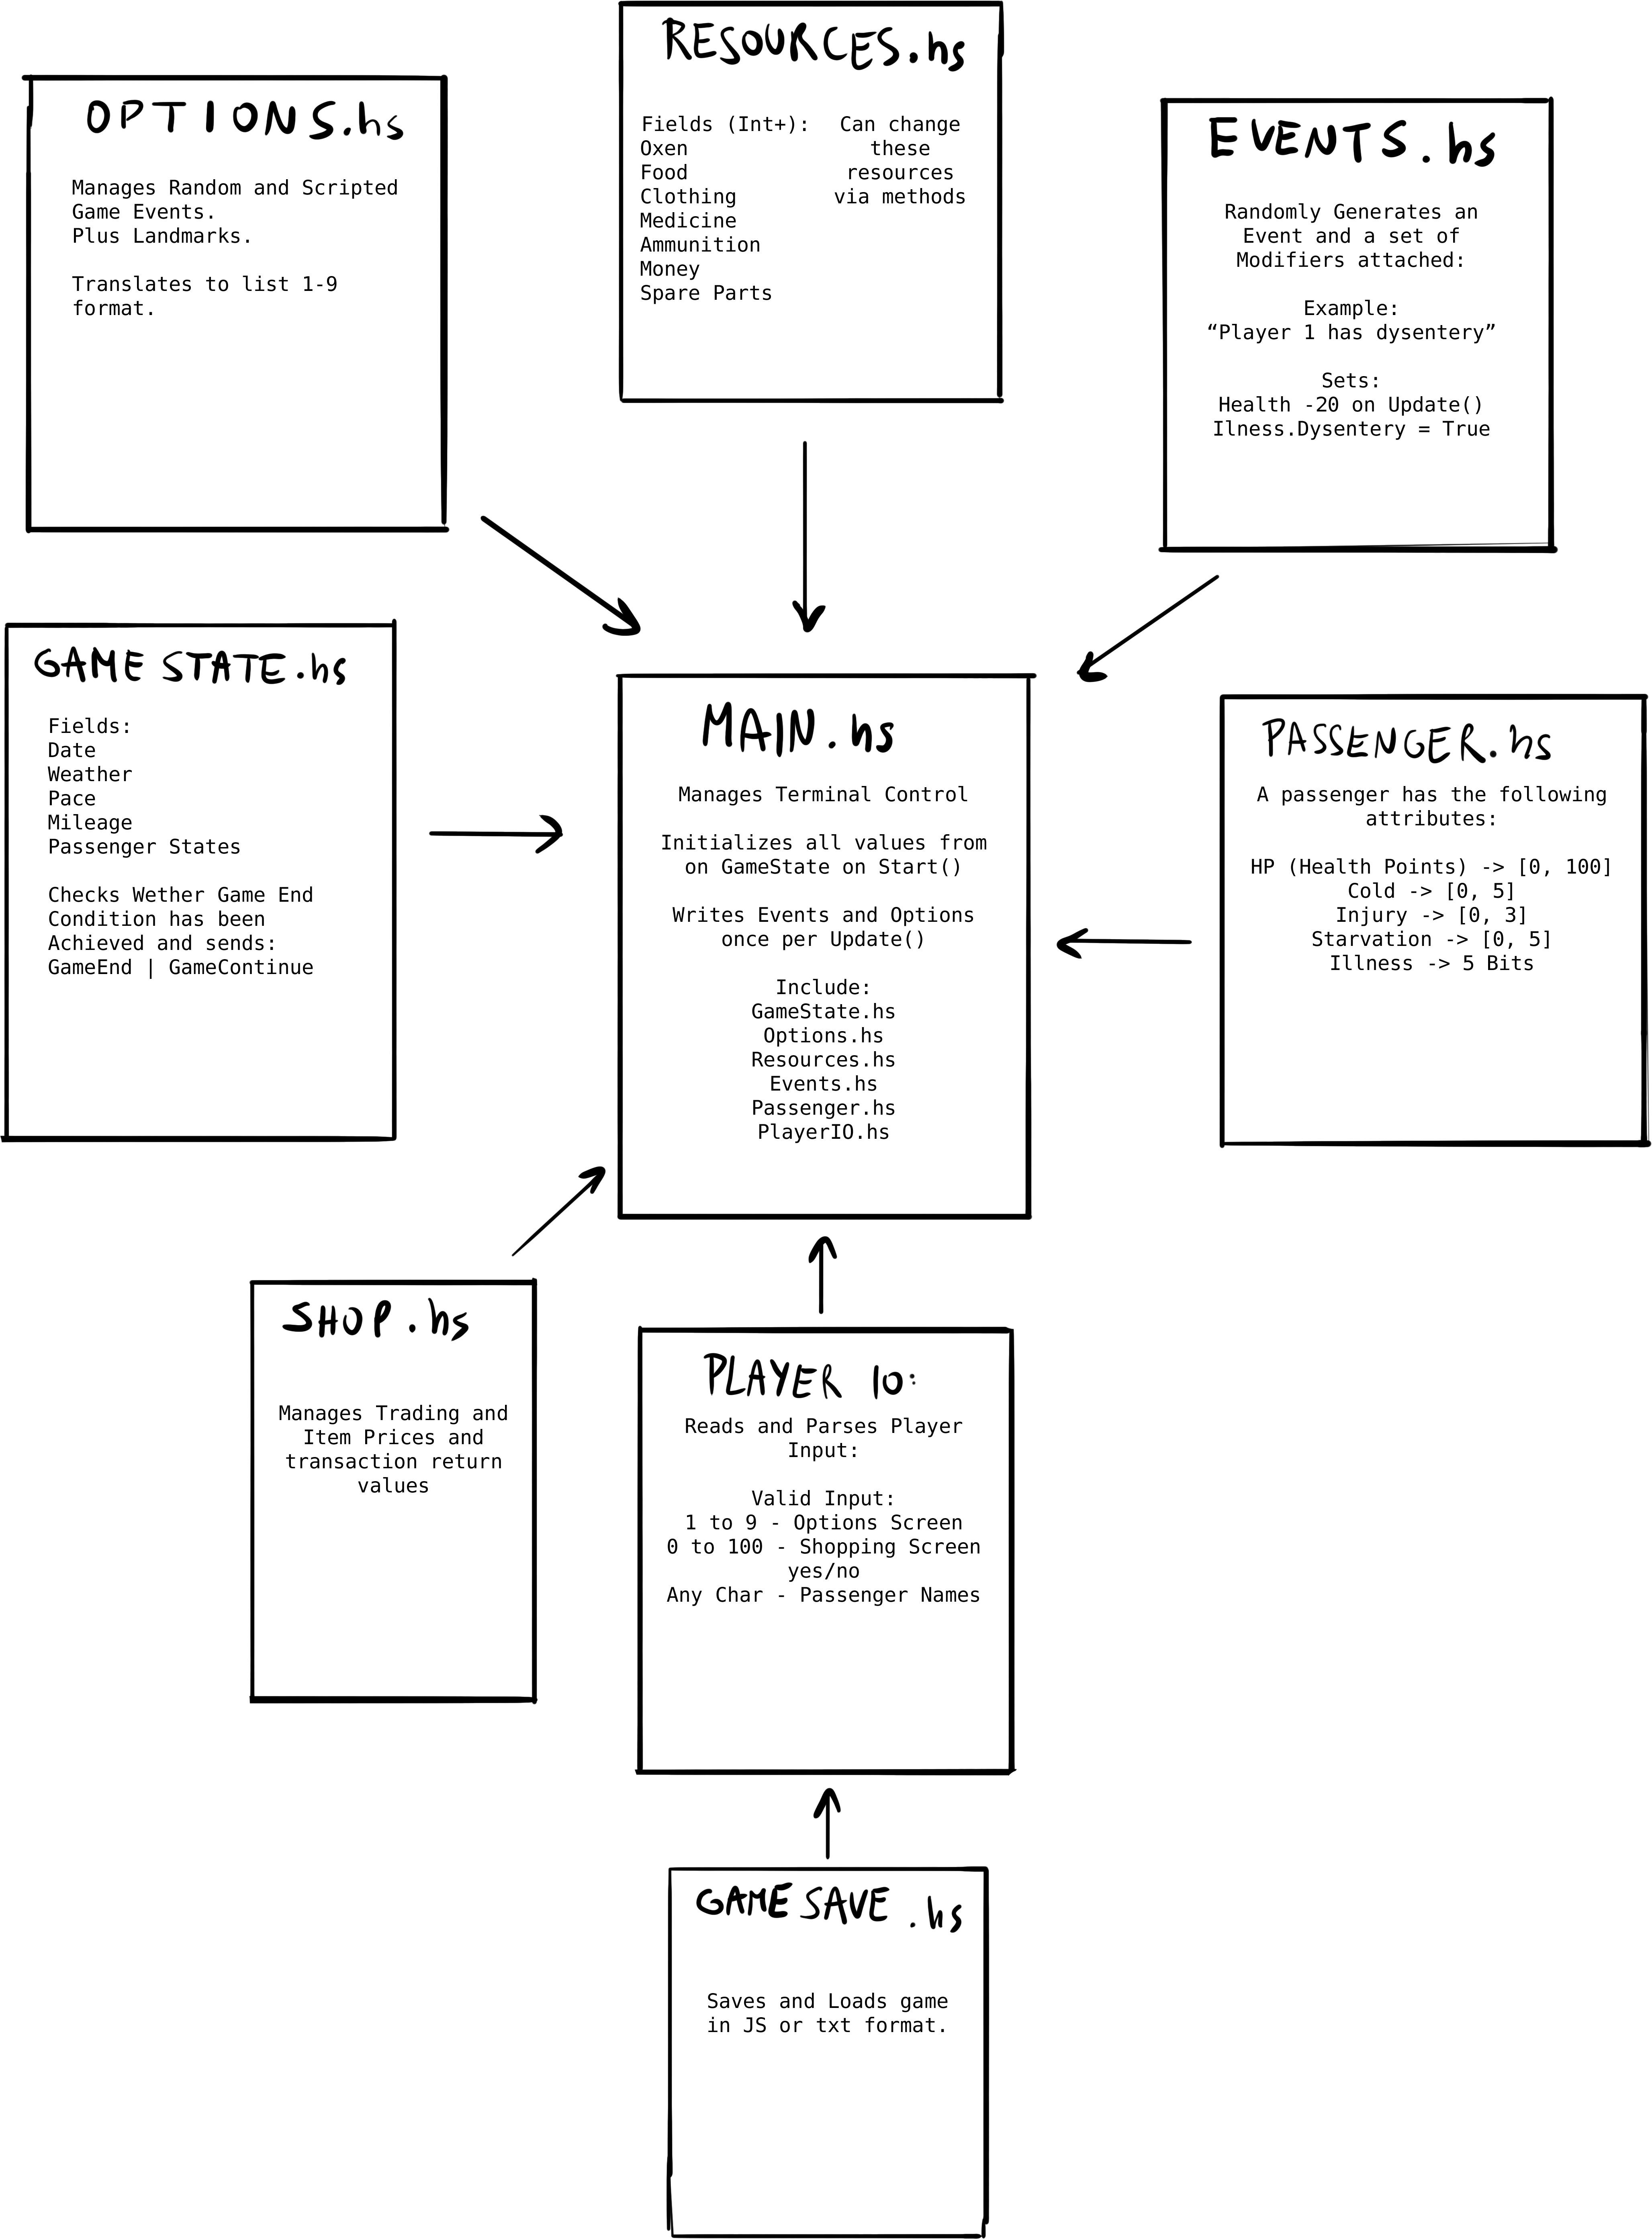 RESOURCES.hs
Fields (Int+):
Oxen
Food
Clothing
Medicine
Ammunition
Money
Spare Parts
Can change
these
resources
via methods
OPTIONS.hs
Manages Random and Scripted
Game Events.
Plus Landmarks.
Translates to list 1-9
format.
EVENTS.hs
Randomly Generates an
Event and a set of
Modifiers attached:
Example:
“Player 1 has dysentery”
Sets:
Health -20 on Update()
Ilness.Dysentery = True
GAME STATE.hs
Fields:
Date
Weather
Pace
Mileage
Passenger States
Checks Wether Game End
Condition has been
Achieved and sends:
GameEnd | GameContinue
MAIN.hs
Manages Terminal Control
Initializes all values from
on GameState on Start()
Writes Events and Options
once per Update()
Include:
GameState.hs
Options.hs
Resources.hs
Events.hs
Passenger.hs
PlayerIO.hs
PASSENGER.hs
A passenger has the following
attributes:
HP (Health Points) -> [0, 100]
Cold -> [0, 5]
Injury -> [0, 3]
Starvation -> [0, 5]
Illness -> 5 Bits
SHOP.hs
Manages Trading and
Item Prices and
transaction return
values
PLAYER IO:
Reads and Parses Player
Input:
Valid Input:
1 to 9 - Options Screen
0 to 100 - Shopping Screen
yes/no
Any Char - Passenger Names
GAME SAVE.hs
Saves and Loads game
in JS or txt format.